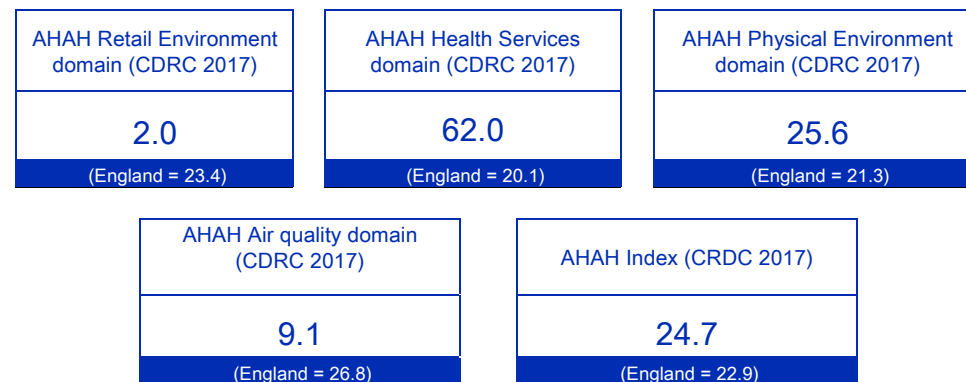 AHAH Retail Environment
domain (CDRC 2017)
2.0
(England = 23.4)
AHAH Health Services
domain (CDRC 2017)
62.0
(England = 20.1)
AHAH Physical Environment
domain (CDRC 2017)
25.6
(England = 21.3)
AHAH Air quality domain
(CDRC 2017)
9.1
(England = 26.8)
AHAH Index (CRDC 2017)
24.7
(England = 22.9)